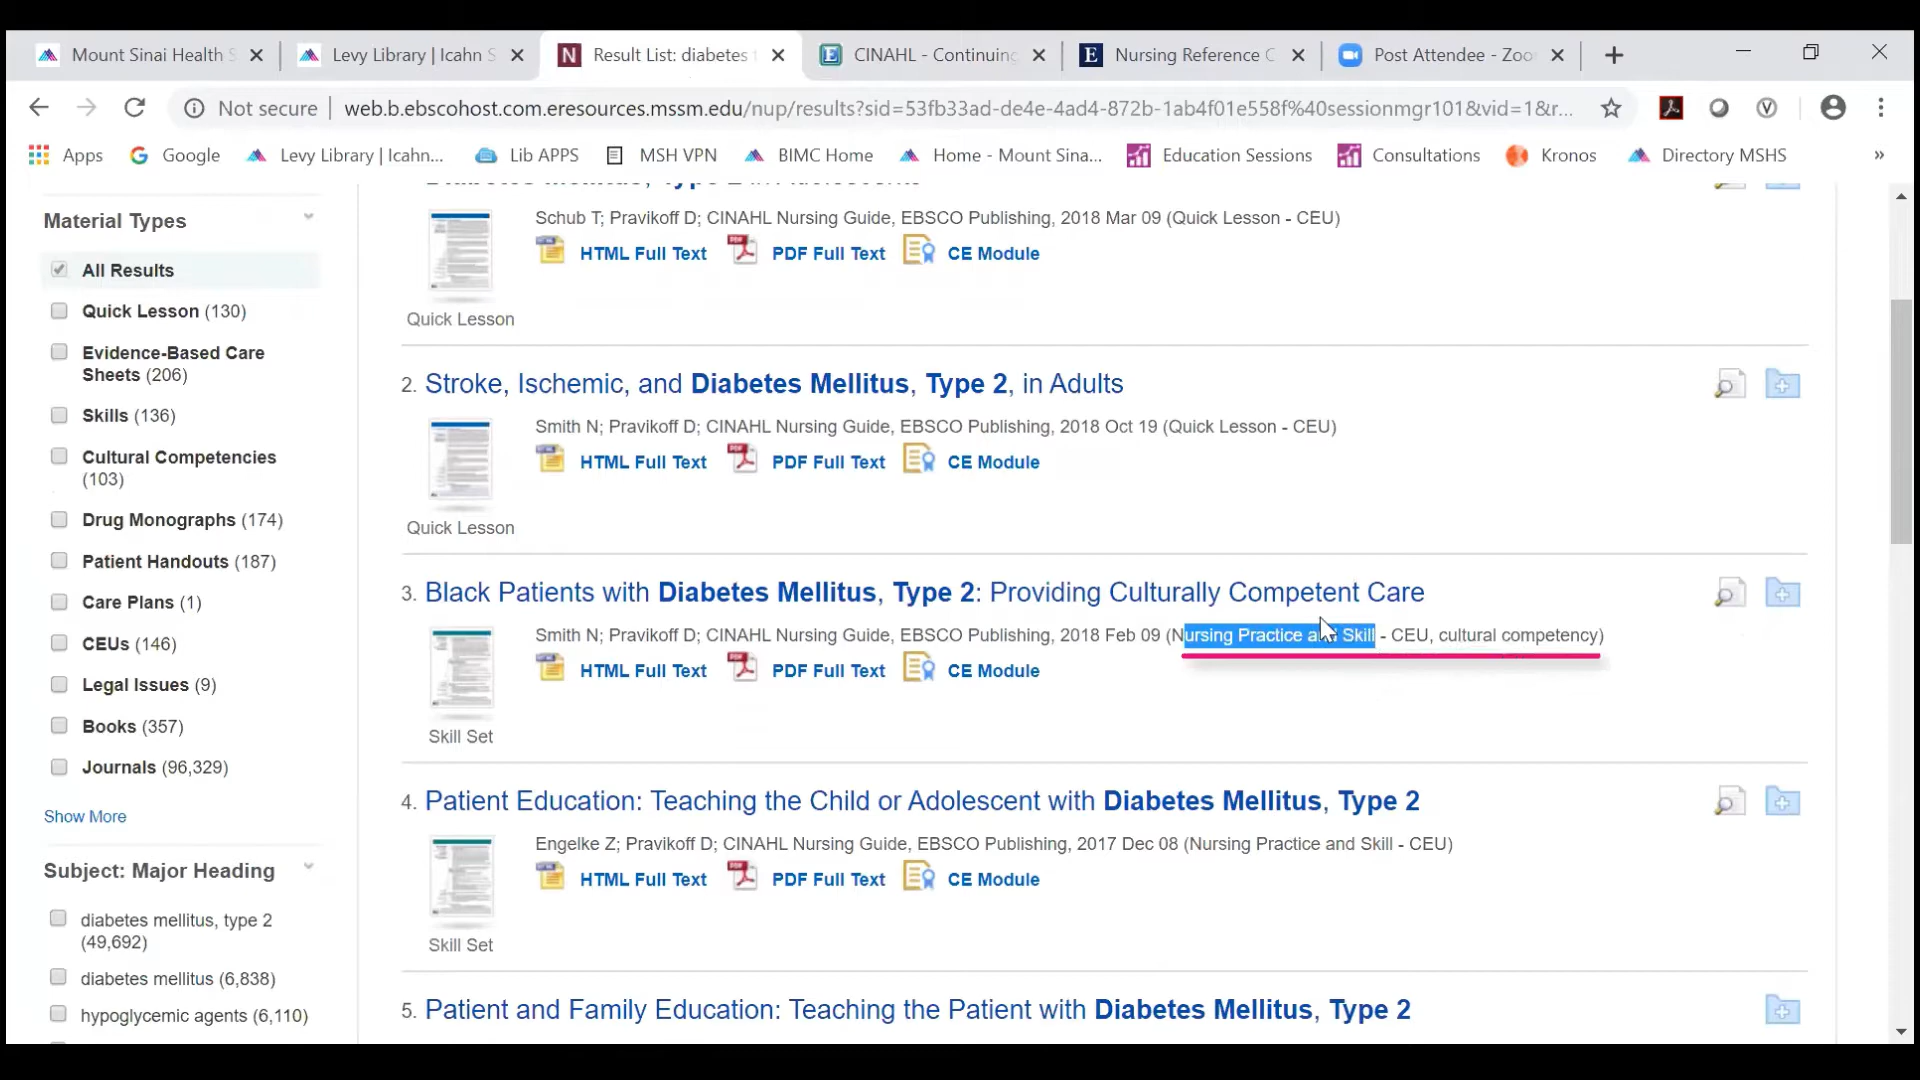 Mount Sinai Health S
Levy Library | Icahn S
Result List: diabetes
CINAHL - Continuing
Nursing Reference C
Post Attendee - Zoo
Not secure
web.b.ebscohost.com.eresources.mssm.edu/nup/results?sid=53fb33ad-de4e-4ad4-872b-1ab4f01e558f%40sessionmgr101&vid=1&r...
Apps
Google
Levy Library | Icahn...
Lib APPS
MSH VPN
BIMC Home
Home - Mount Sina...
Education Sessions
Consultations
Kronos
Directory MSHS
»
Material Types
All Results
Quick Lesson (130)
Evidence-Based Care
Sheets (206)
Skills (136)
Cultural Competencies
(103)
Drug Monographs (174)
Patient Handouts (187)
Care Plans (1)
CEUs (146)
Legal Issues (9)
Books (357)
Journals (96,329)
Show More
Subject: Major Heading
diabetes mellitus, type 2
(49,692)
diabetes mellitus (6,838)
hypoglycemic agents (6,110)
Diabetes Mellitus, Type 2 in Adolescents
Schub T; Pravikoff D; CINAHL Nursing Guide, EBSCO Publishing, 2018 Mar 09 (Quick Lesson - CEU)
HTML Full Text PDF Full Text CE Module
Quick Lesson
2. Stroke, Ischemic, and Diabetes Mellitus, Type 2, in Adults
Smith N; Pravikoff D; CINAHL Nursing Guide, EBSCO Publishing, 2018 Oct 19 (Quick Lesson - CEU)
HTML Full Text PDF Full Text CE Module
Quick Lesson
3. Black Patients with Diabetes Mellitus, Type 2: Providing Culturally Competent Care
Smith N; Pravikoff D; CINAHL Nursing Guide, EBSCO Publishing, 2018 Feb 09 (Nursing Practice and Skill - CEU, cultural competency)
HTML Full Text PDF Full Text CE Module
Skill Set
4. Patient Education: Teaching the Child or Adolescent with Diabetes Mellitus, Type 2
Engelke Z; Pravikoff D; CINAHL Nursing Guide, EBSCO Publishing, 2017 Dec 08 (Nursing Practice and Skill - CEU)
HTML Full Text PDF Full Text CE Module
Skill Set
5. Patient and Family Education: Teaching the Patient with Diabetes Mellitus, Type 2